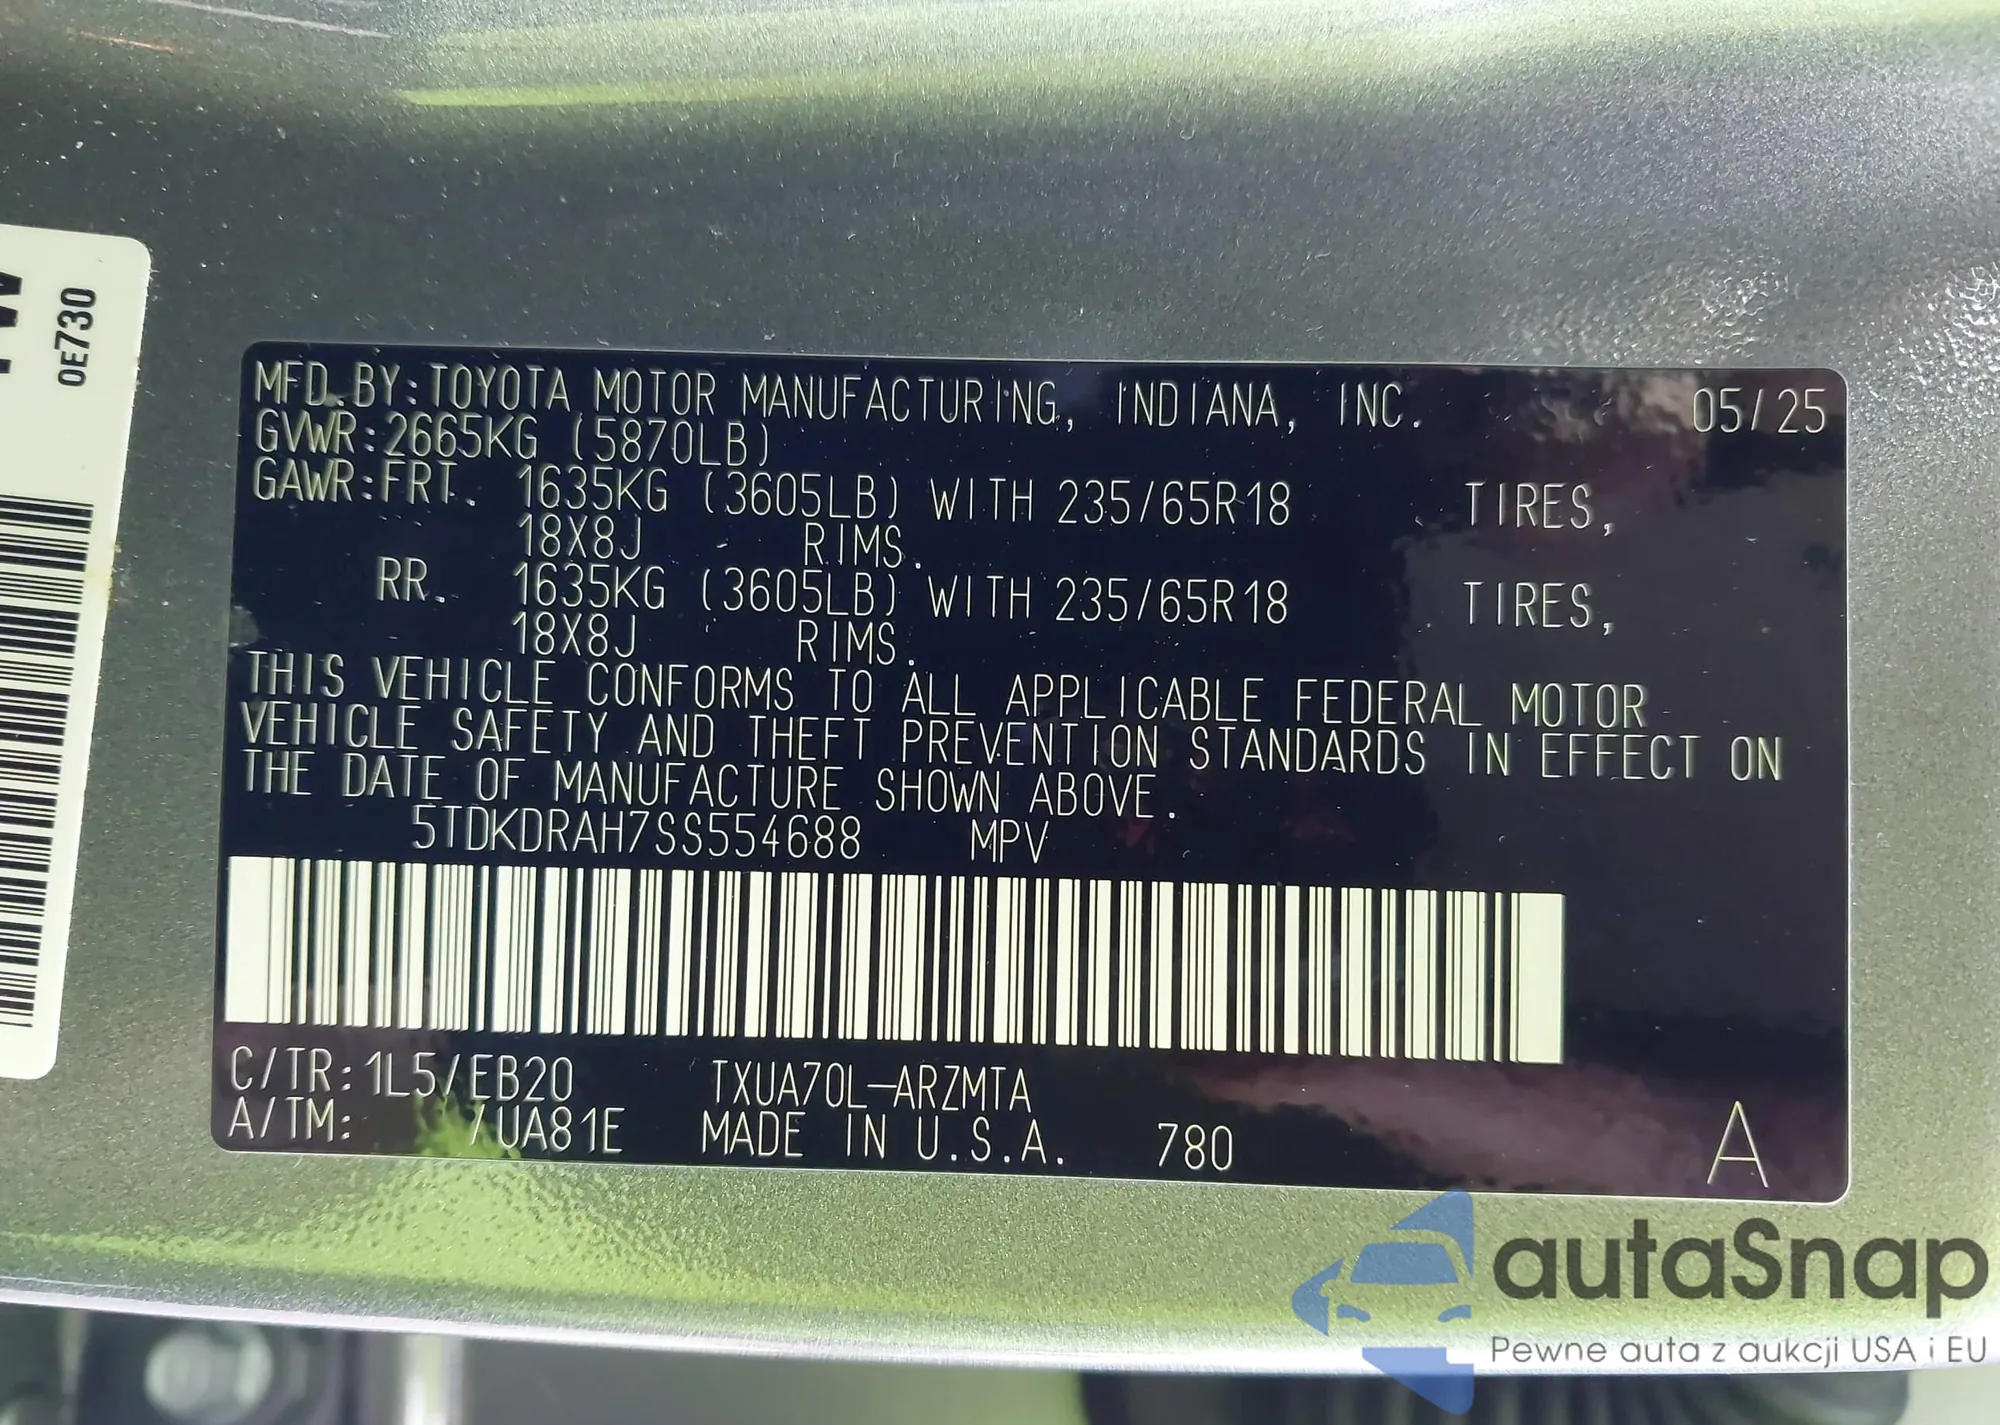 OE730
MFD.BY:TOYOTA MOTOR MANUFACTURING, INDIANA, INC. 05/25
GVWR:2665KG (5870LB)
GAWR:FRT. 1635KG (3605LB) WITH 235/65R18 TIRES,
18X8J RIMS.
RR. 1635KG (3605LB) WITH 235/65R18 TIRES,
18X8J RIMS.
THIS VEHICLE CONFORMS TO ALL APPLICABLE FEDERAL MOTOR
VEHICLE SAFETY AND THEFT PREVENTION STANDARDS IN EFFECT ON
THE DATE OF MANUFACTURE SHOWN ABOVE.
5TDKDRAH7SS554688 MPV
C/TR:1L5/EB20 TXUA70L-ARZMTA
A/TM: /UA81E MADE IN U.S.A. 780 A
autaSnap
Pewne auta z aukcji USA i EU